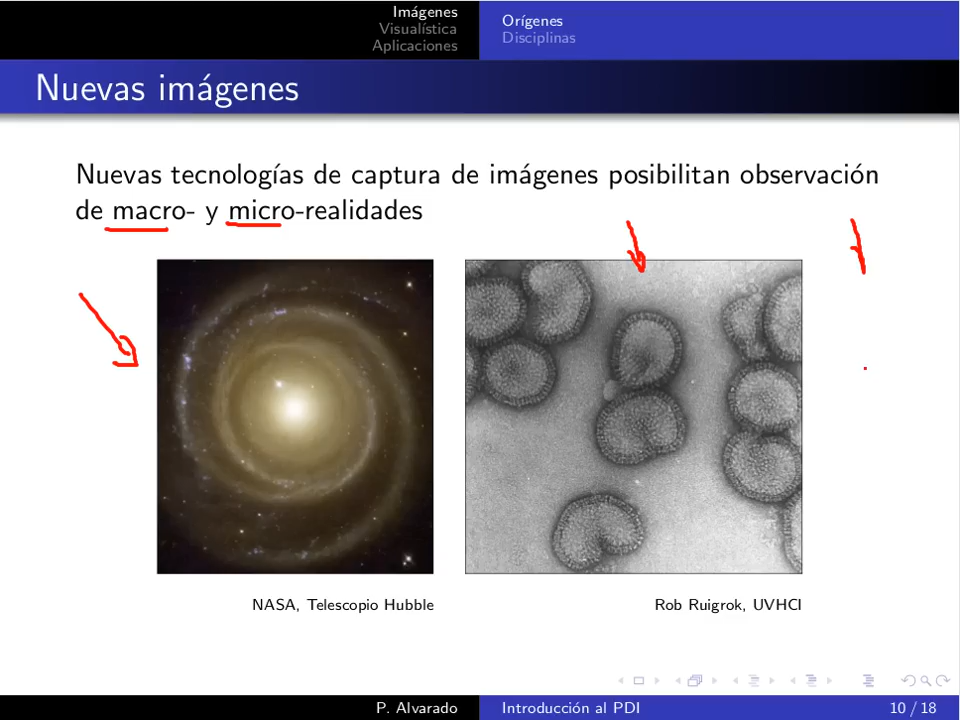 Imágenes
Visualística
Aplicaciones
Orígenes
Disciplinas
Nuevas imágenes
Nuevas tecnologías de captura de imágenes posibilitan observación
de macro- y micro-realidades
NASA, Telescopio Hubble
Rob Ruigrok, UVHCI
P. Alvarado
Introducción al PDI
10 / 18